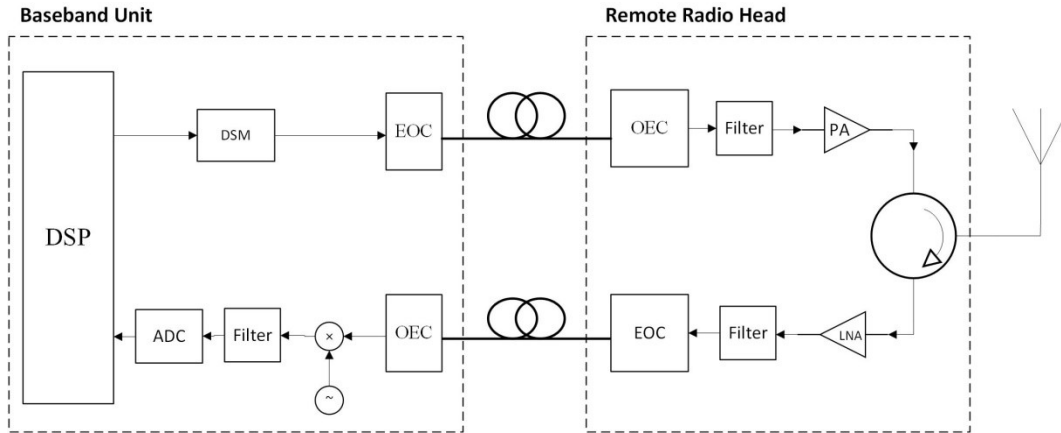 Baseband Unit
Remote Radio Head
DSP
DSM
EOC
OEC
Filter
PA
ADC
Filter
×
~
OEC
EOC
Filter
LNA